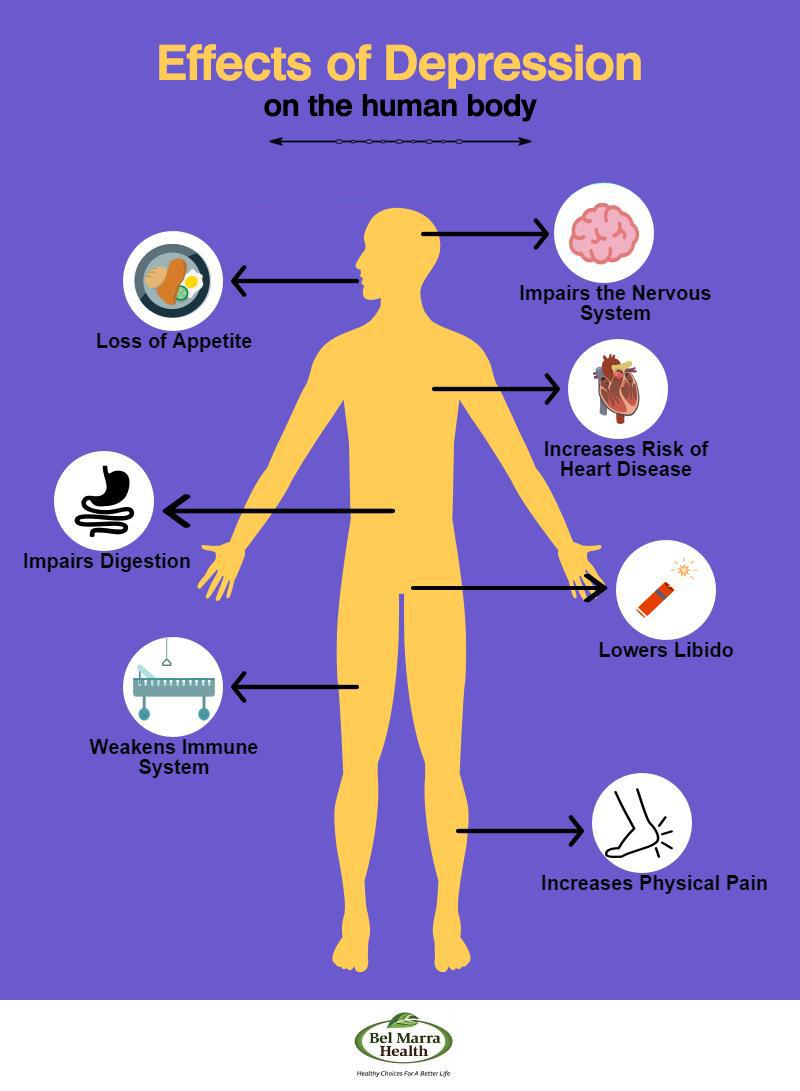 Effects of Depression
on the human body
Impairs the Nervous
System
Loss of Appetite
Increases Risk of
Heart Disease
Impairs Digestion
Lowers Libido
Weakens Immune
System
Increases Physical Pain
Bel Marra
Health
Healthy Choices For A Better Life